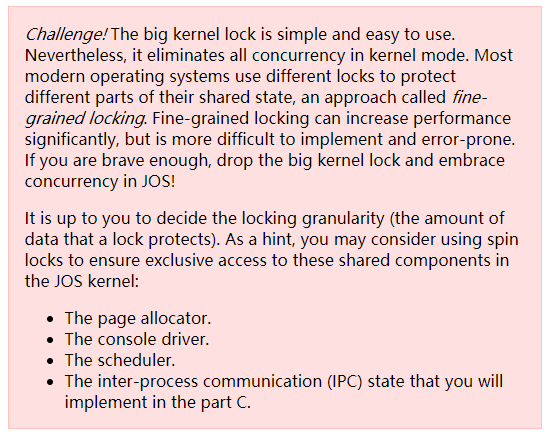 Challenge! The big kernel lock is simple and easy to use.
Nevertheless, it eliminates all concurrency in kernel mode. Most
modern operating systems use different locks to protect
different parts of their shared state, an approach called fine-
grained locking. Fine-grained locking can increase performance
significantly, but is more difficult to implement and error-prone.
If you are brave enough, drop the big kernel lock and embrace
concurrency in JOS!
It is up to you to decide the locking granularity (the amount of
data that a lock protects). As a hint, you may consider using spin
locks to ensure exclusive access to these shared components in
the JOS kernel:
• The page allocator.
• The console driver.
• The scheduler.
• The inter-process communication (IPC) state that you will
implement in the part C.